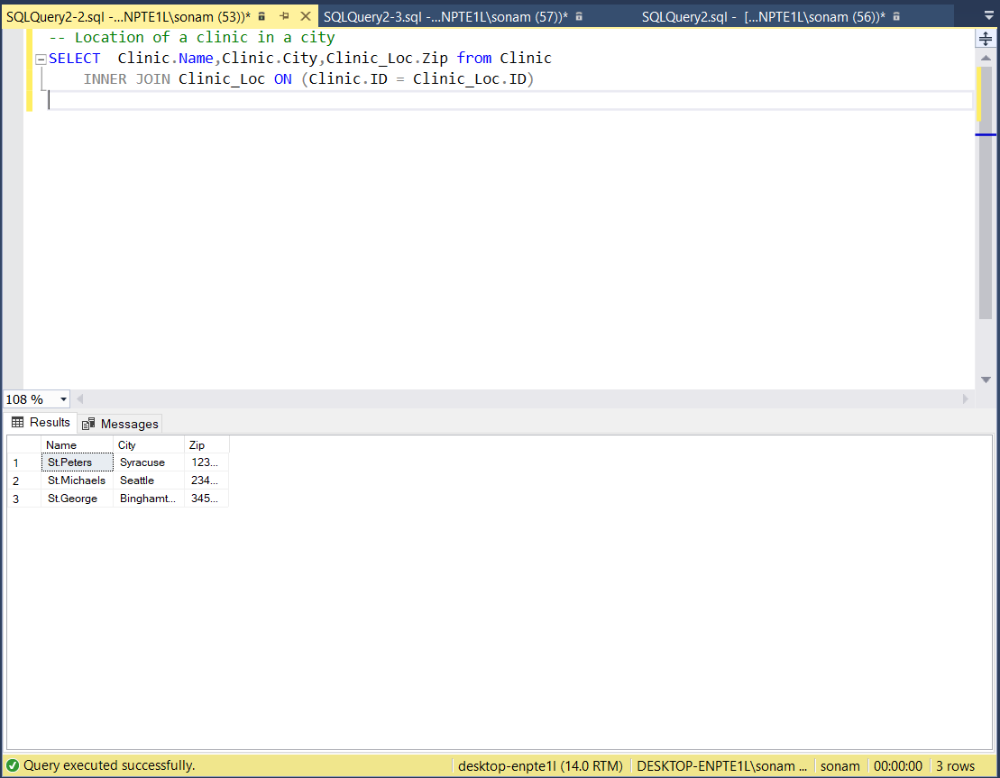 SQLQuery2-2.sql -...NPTE1L\sonam (53))* SQLQuery2-3.sql -...NPTE1L\sonam (57))* SQLQuery2.sql - [...NPTE1L\sonam (56))*
-- Location of a clinic in a city
SELECT Clinic.Name,Clinic.City,Clinic_Loc.Zip from Clinic
INNER JOIN Clinic_Loc ON (Clinic.ID = Clinic_Loc.ID)
108 %
Results Messages
Name City Zip
1 St.Peters Syracuse 123...
2 St.Michaels Seattle 234...
3 St.George Binghamt... 345...
Query executed successfully. desktop-enpte1l (14.0 RTM) DESKTOP-ENPTE1L\sonam ... sonam 00:00:00 3 rows